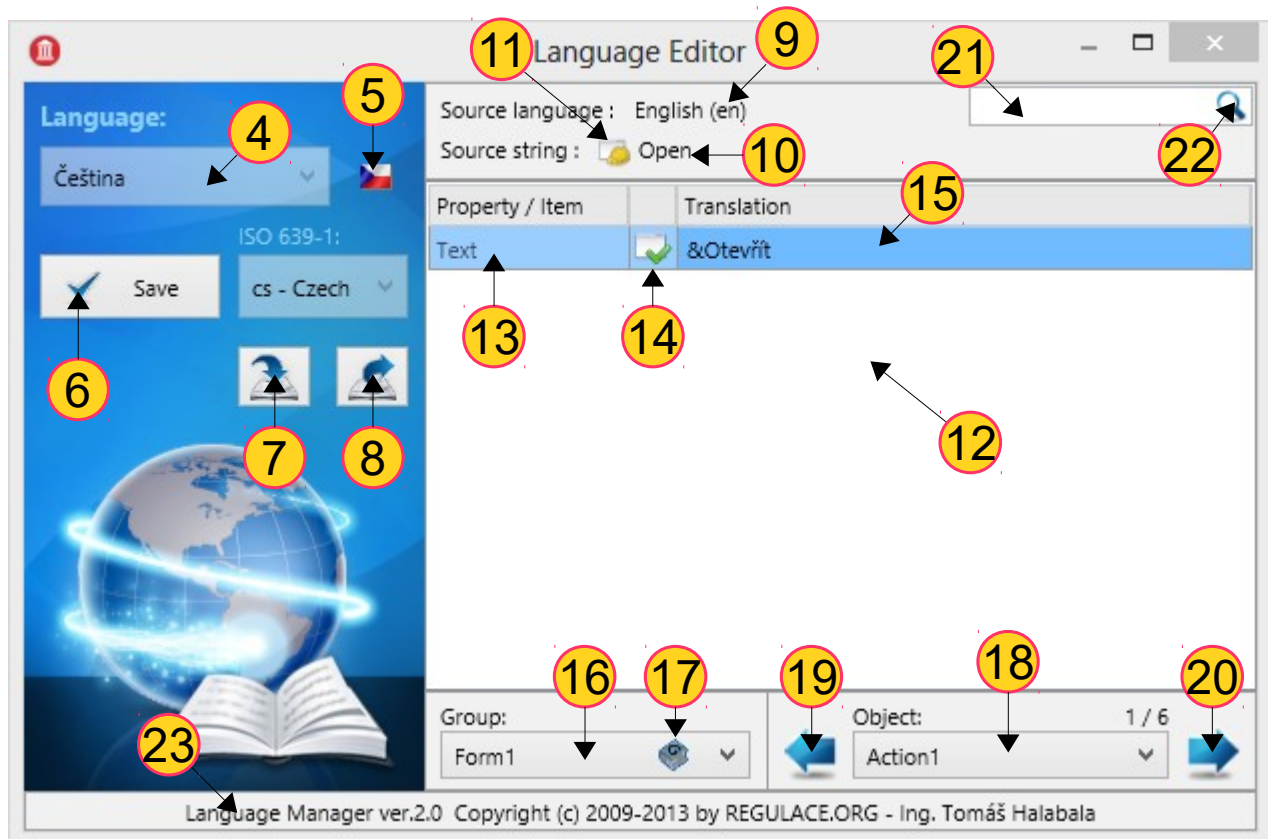 Language Editor
11
9
21
Language:
5
4
Source language : English (en)
Source string : Open
10
22
Čeština
Property / Item Translation
15
Text &Otevřít
ISO 639-1:
Save cs - Czech
13
14
6
7
8
12
16
17
19
18
20
Group: Object: 1 / 6
Form1 Action1
23
Language Manager ver.2.0 Copyright (c) 2009-2013 by REGULACE.ORG - Ing. Tomáš Halabala